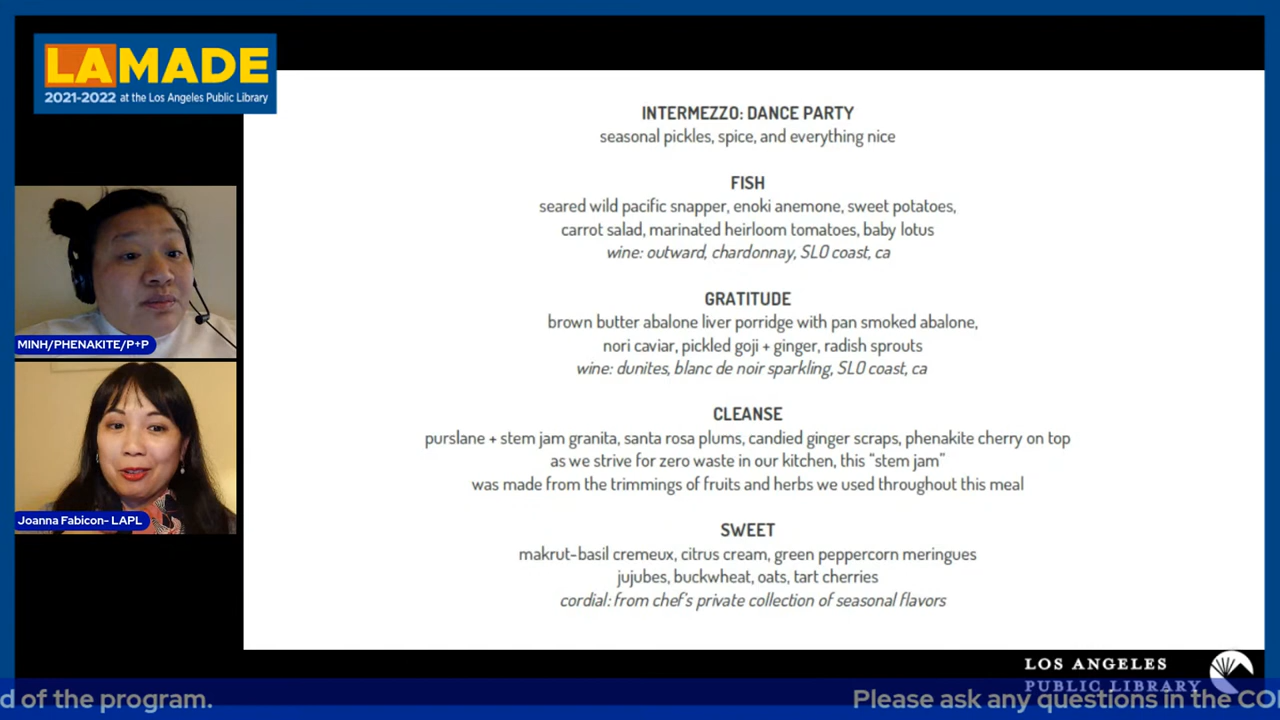 LAMADE
2021-2022 at the Los Angeles Public Library
INTERMEZZO: DANCE PARTY
seasonal pickles, spice, and everything nice
FISH
seared wild pacific snapper, enoki anemone, sweet potatoes,
carrot salad, marinated heirloom tomatoes, baby lotus
wine: outward, chardonnay, SLO coast, ca
GRATITUDE
brown butter abalone liver porridge with pan smoked abalone,
nori caviar, pickled goji + ginger, radish sprouts
wine: dunites, blanc de noir sparkling, SLO coast, ca
CLEANSE
purslane + stem jam granita, santa rosa plums, candied ginger scraps, phenakite cherry on top
as we strive for zero waste in our kitchen, this “stem jam”
was made from the trimmings of fruits and herbs we used throughout this meal
SWEET
makrut-basil cremeux, citrus cream, green peppercorn meringues
jujubes, buckwheat, oats, tart cherries
cordial: from chef's private collection of seasonal flavors
MINH/PHENAKITE/P+P
Joanna Fabicon- LAPL
LOS ANGELES
PUBLIC LIBRARY
d of the program.
Please ask any questions in the CO